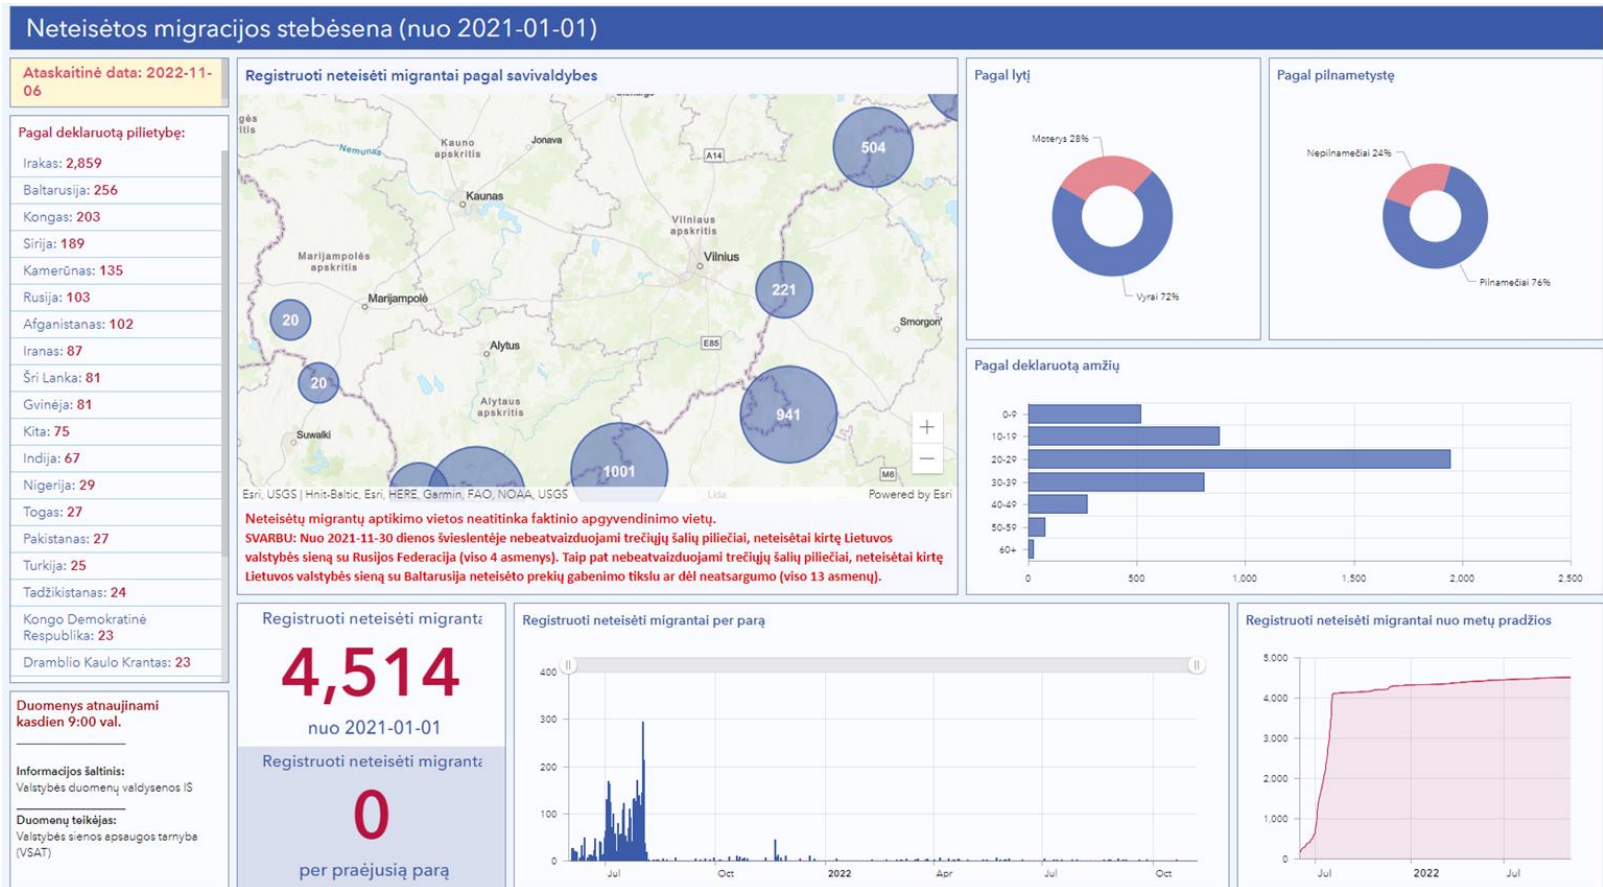 Neteisėtos migracijos stebėsena (nuo 2021-01-01)
Ataskaitinė data: 2022-11-
06
Pagal deklaruotą pilietybę:
Irakas: 2,859
Baltarusija: 256
Kongas: 203
Sirija: 189
Kamerūnas: 135
Rusija: 103
Afganistanas: 102
Iranas: 87
Šri Lanka: 81
Gvinėja: 81
Kita: 75
Indija: 67
Nigerija: 29
Togas: 27
Pakistanas: 27
Turkija: 25
Tadžikistanas: 24
Kongo Demokratinė
Respublika: 23
Dramblio Kaulo Krantas: 23
Duomenys atnaujinami
kasdien 9:00 val.
Informacijos šaltinis:
Valstybės duomenų valdysenos IS
Duomenų teikėjas:
Valstybės sienos apsaugos tarnyba
(VSAT)
Registruoti neteisėti migrantai pagal savivaldybes
Nemunas
Kauno
apskritis
Jonava
A14
504
Kaunas
Vilniaus
apskritis
Vilnius
Marijampolės
apskritis
Marijampolė
221
20
Smorgon'
E85
Alytus
20
Alytaus
apskritis
941
Suwałki
1001
M6
+
−
Lida
Esri, USGS | Hnit-Baltic, Esri, HERE, Garmin, FAO, NOAA, USGS
Powered by Esri
Neteisėtų migrantų aptikimo vietos neatitinka faktinio apgyvendinimo vietų.
SVARBU: Nuo 2021-11-30 dienos švieslentėje nebeatvaizduojami trečiųjų šalių piliečiai, neteisėtai kirtę Lietuvos
valstybės sieną su Rusijos Federacija (viso 4 asmenys). Taip pat nebeatvaizduojami trečiųjų šalių piliečiai, neteisėtai kirtę
Lietuvos valstybės sieną su Baltarusija neteisėto prekių gabenimo tikslu ar dėl neatsargumo (viso 13 asmenų).
Pagal lytį
Moterys 28%
Vyrai 72%
Pagal pilnametystę
Nepilnamečiai 24%
Pilnamečiai 76%
Pagal deklaruotą amžių
0-9
10-19
20-29
30-39
40-49
50-59
60+
0
500
1,000
1,500
2,000
2,500
Registruoti neteisėti migranta
4,514
nuo 2021-01-01
Registruoti neteisėti migranta
0
per praėjusią parą
Registruoti neteisėti migrantai per parą
400
300
200
100
0
Jul
Oct
2022
Apr
Jul
Oct
Registruoti neteisėti migrantai nuo metų pradžios
5,000
4,000
3,000
2,000
1,000
0
Jul
2022
Jul